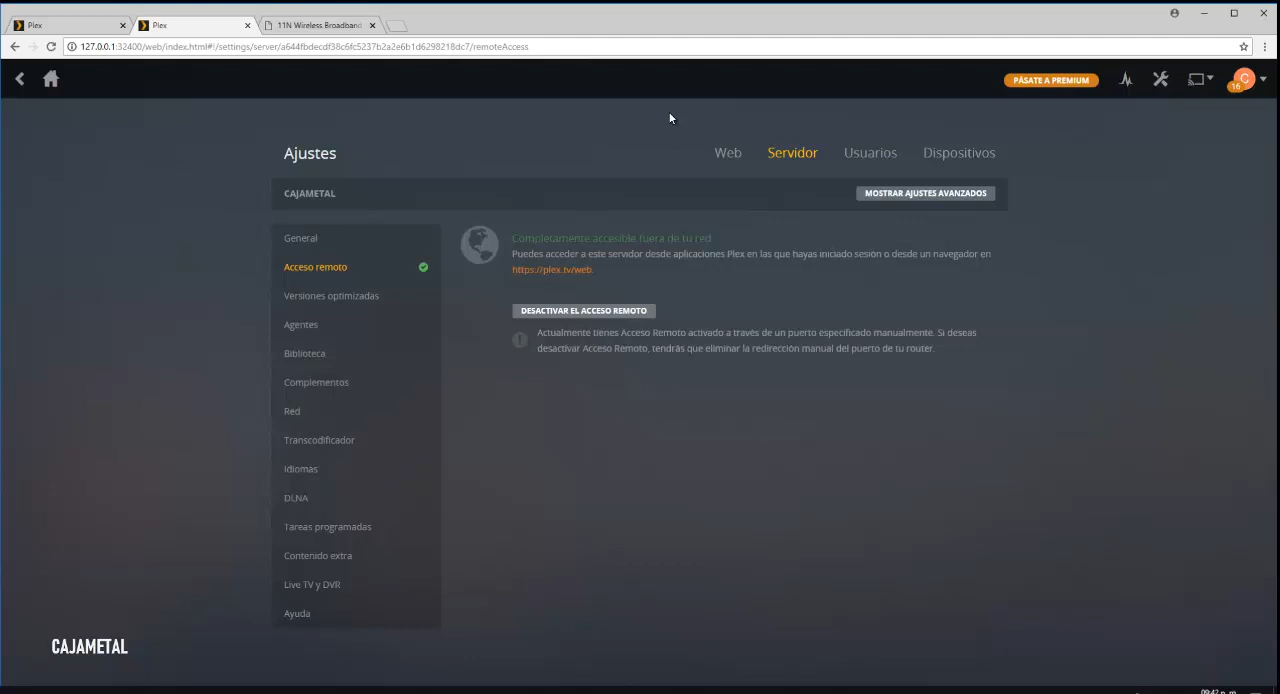 Plex
Plex
11N Wireless Broadband
127.0.0.1:32400/web/index.html#!/settings/server/a644fbdecdf38c6fc5237b2a2e6b1d6298218dc7/remoteAccess
PÁSATE A PREMIUM
C
16
Ajustes
Web Servidor Usuarios Dispositivos
CAJAMETAL
MOSTRAR AJUSTES AVANZADOS
General
Acceso remoto
Versiones optimizadas
Agentes
Biblioteca
Complementos
Red
Transcodificador
Idiomas
DLNA
Tareas programadas
Contenido extra
Live TV y DVR
Ayuda
Completamente accesible fuera de tu red
Puedes acceder a este servidor desde aplicaciones Plex en las que hayas iniciado sesión o desde un navegador en
https://plex.tv/web.
DESACTIVAR EL ACCESO REMOTO
Actualmente tienes Acceso Remoto activado a través de un puerto especificado manualmente. Si deseas
desactivar Acceso Remoto, tendrás que eliminar la redirección manual del puerto de tu router.
CAJAMETAL